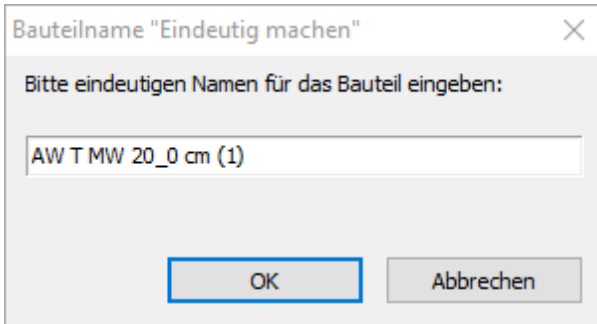 Bauteilname "Eindeutig machen"
Bitte eindeutigen Namen für das Bauteil eingeben:
AW T MW 20_0 cm (1)
OK
Abbrechen